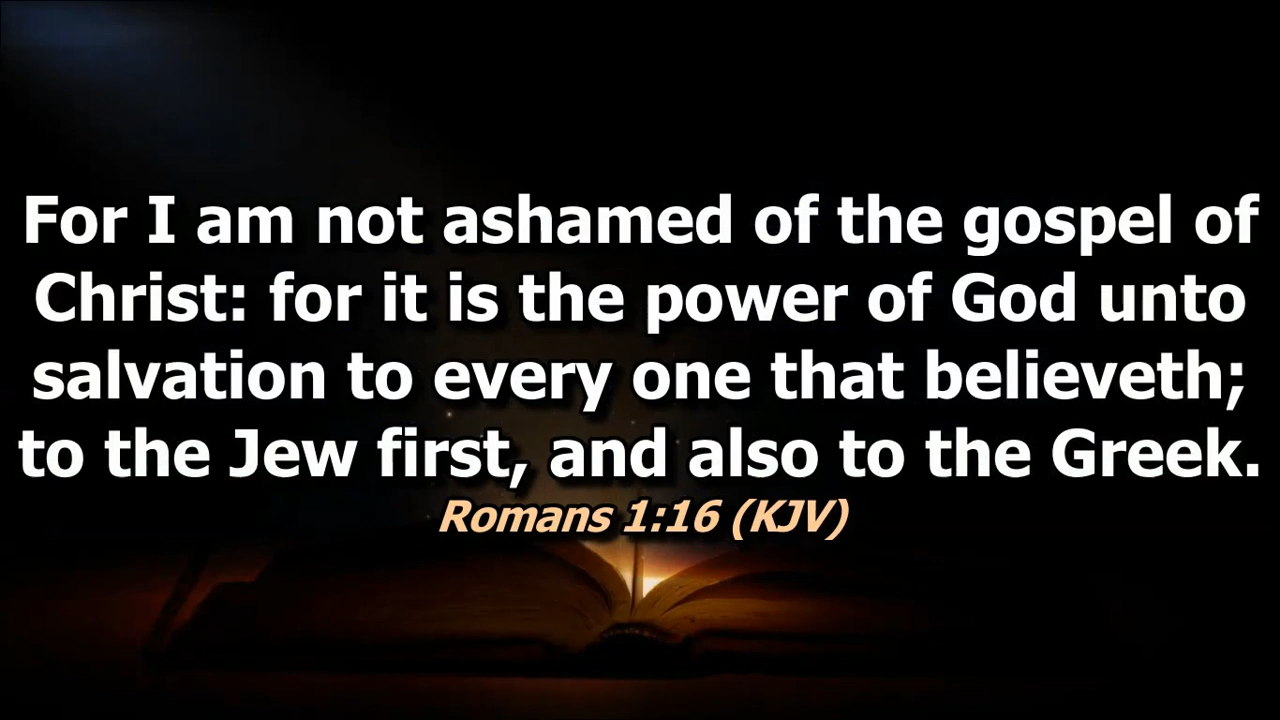 For I am not ashamed of the gospel of
Christ: for it is the power of God unto
salvation to every one that believeth;
to the Jew first, and also to the Greek.
Romans 1:16 (KJV)